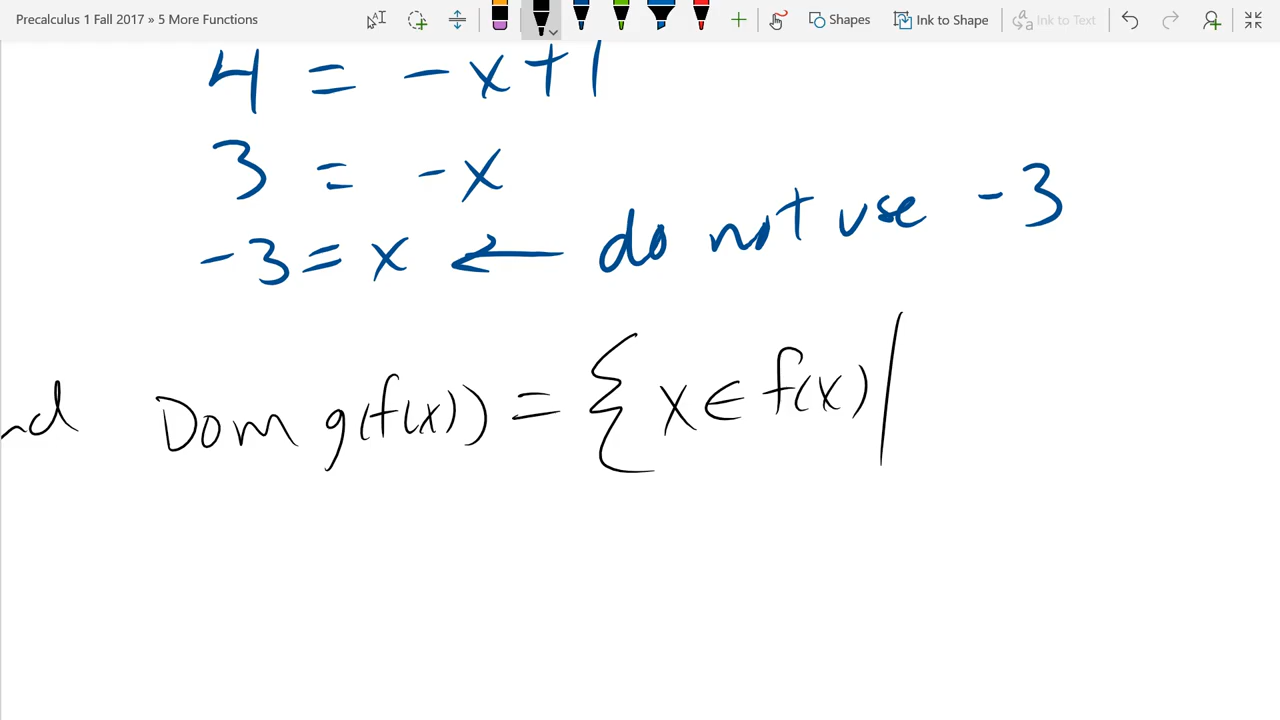 Precalculus 1 Fall 2017 » 5 More Functions
Shapes Ink to Shape Ink to Text
4 = -x+1
3 = -x
-3 = x ← do not use -3
nd Dom g(f(x)) = { x ∈ f(x) |